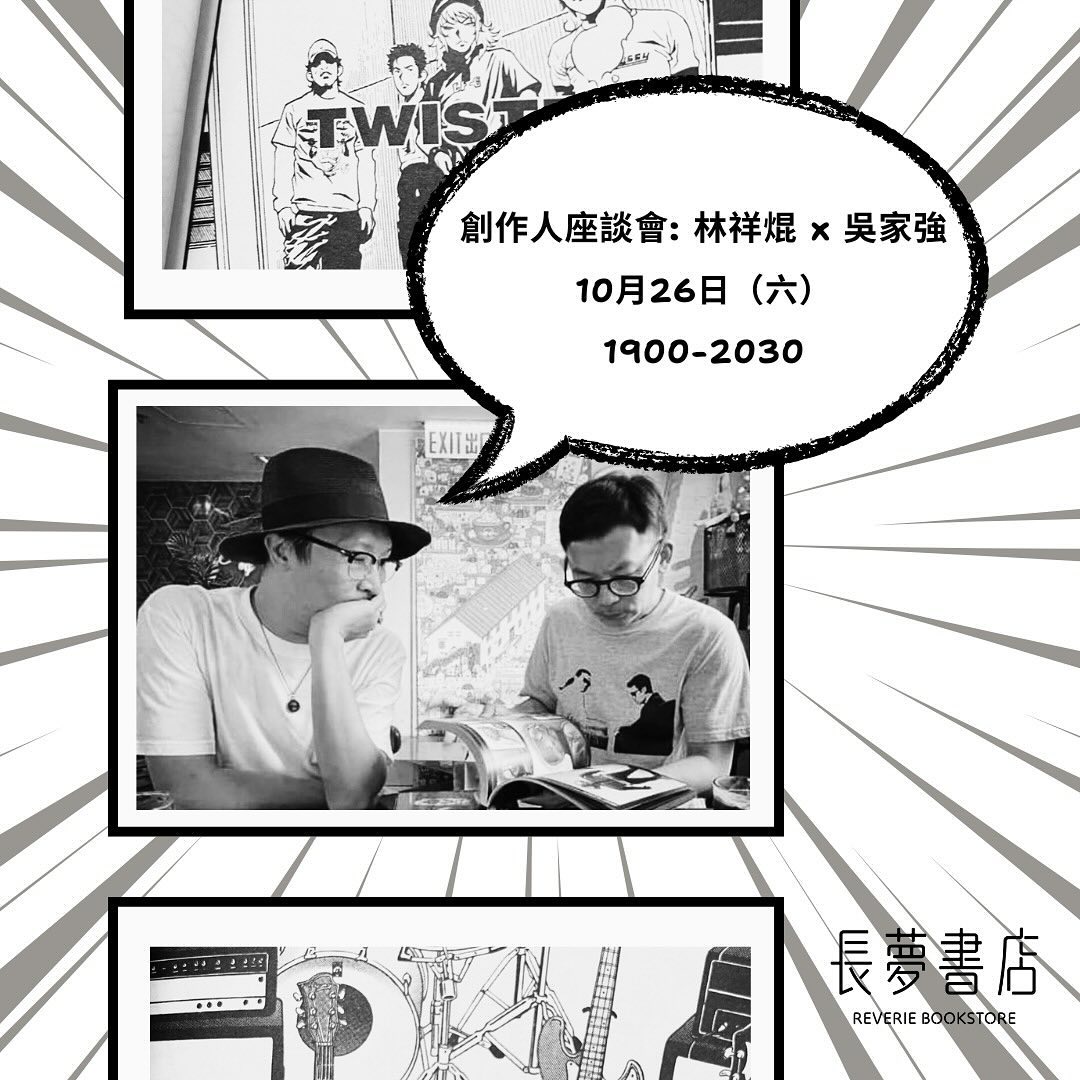 TWIST
創作人座談會: 林祥焜 x 吳家強
10月26日（六）
1900-2030
EXIT 出
長夢書店
REVERIE BOOKSTORE